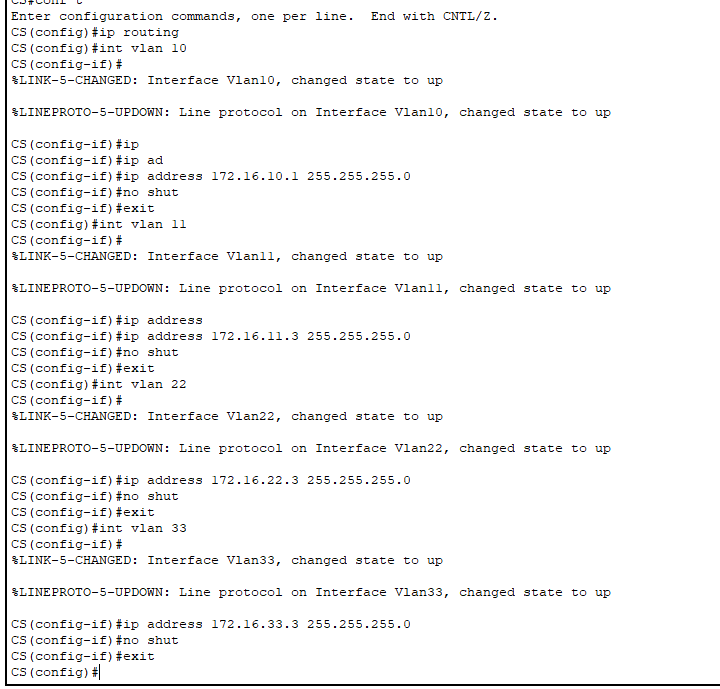 CS#conf t
Enter configuration commands, one per line.  End with CNTL/Z.
CS(config)#ip routing
CS(config)#int vlan 10
CS(config-if)#
%LINK-5-CHANGED: Interface Vlan10, changed state to up
%LINEPROTO-5-UPDOWN: Line protocol on Interface Vlan10, changed state to up
CS(config-if)#ip
CS(config-if)#ip ad
CS(config-if)#ip address 172.16.10.1 255.255.255.0
CS(config-if)#no shut
CS(config-if)#exit
CS(config)#int vlan 11
CS(config-if)#
%LINK-5-CHANGED: Interface Vlan11, changed state to up
%LINEPROTO-5-UPDOWN: Line protocol on Interface Vlan11, changed state to up
CS(config-if)#ip address
CS(config-if)#ip address 172.16.11.3 255.255.255.0
CS(config-if)#no shut
CS(config-if)#exit
CS(config)#int vlan 22
CS(config-if)#
%LINK-5-CHANGED: Interface Vlan22, changed state to up
%LINEPROTO-5-UPDOWN: Line protocol on Interface Vlan22, changed state to up
CS(config-if)#ip address 172.16.22.3 255.255.255.0
CS(config-if)#no shut
CS(config-if)#exit
CS(config)#int vlan 33
CS(config-if)#
%LINK-5-CHANGED: Interface Vlan33, changed state to up
%LINEPROTO-5-UPDOWN: Line protocol on Interface Vlan33, changed state to up
CS(config-if)#ip address 172.16.33.3 255.255.255.0
CS(config-if)#no shut
CS(config-if)#exit
CS(config)#